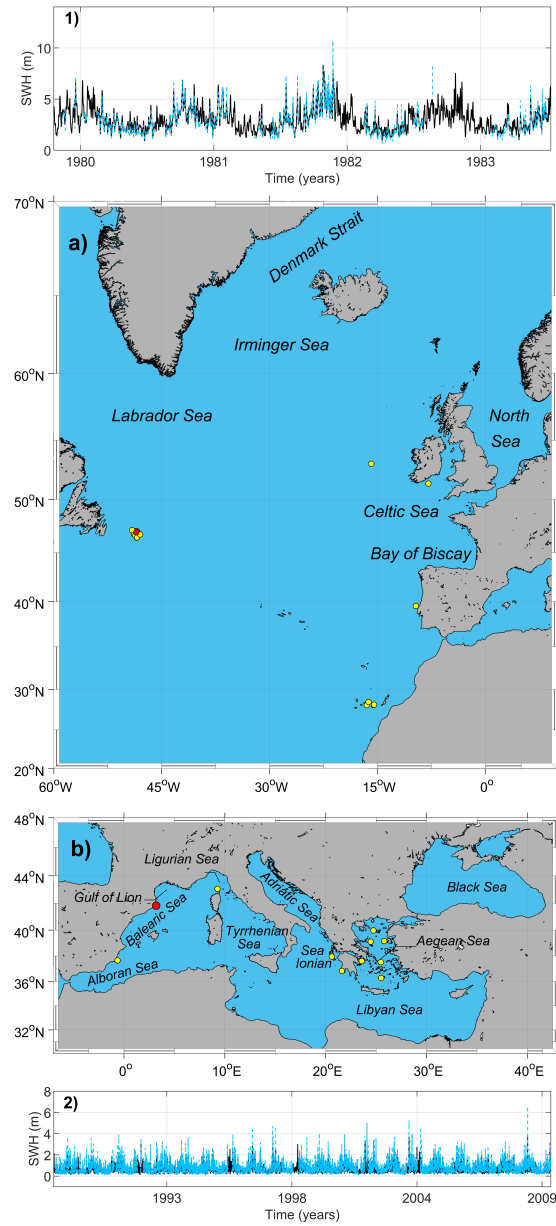 1)
SWH (m)
10
5
0
1980
1981
1982
1983
Time (years)
70°N
a)
Denmark Strait
Irminger Sea
60°N
Labrador Sea
North
Sea
50°N
Celtic Sea
Bay of Biscay
40°N
30°N
20°N
60°W
45°W
30°W
15°W
0°
48°N
b)
Ligurian Sea
44°N
Gulf of Lion
Adriatic Sea
Black Sea
Balearic Sea
40°N
Tyrrhenian
Sea
Sea
Ionian
Aegean Sea
Alboran Sea
36°N
Libyan Sea
32°N
0°
10°E
20°E
30°E
40°E
2)
SWH (m)
8
6
4
2
0
1993
1998
2004
2009
Time (years)